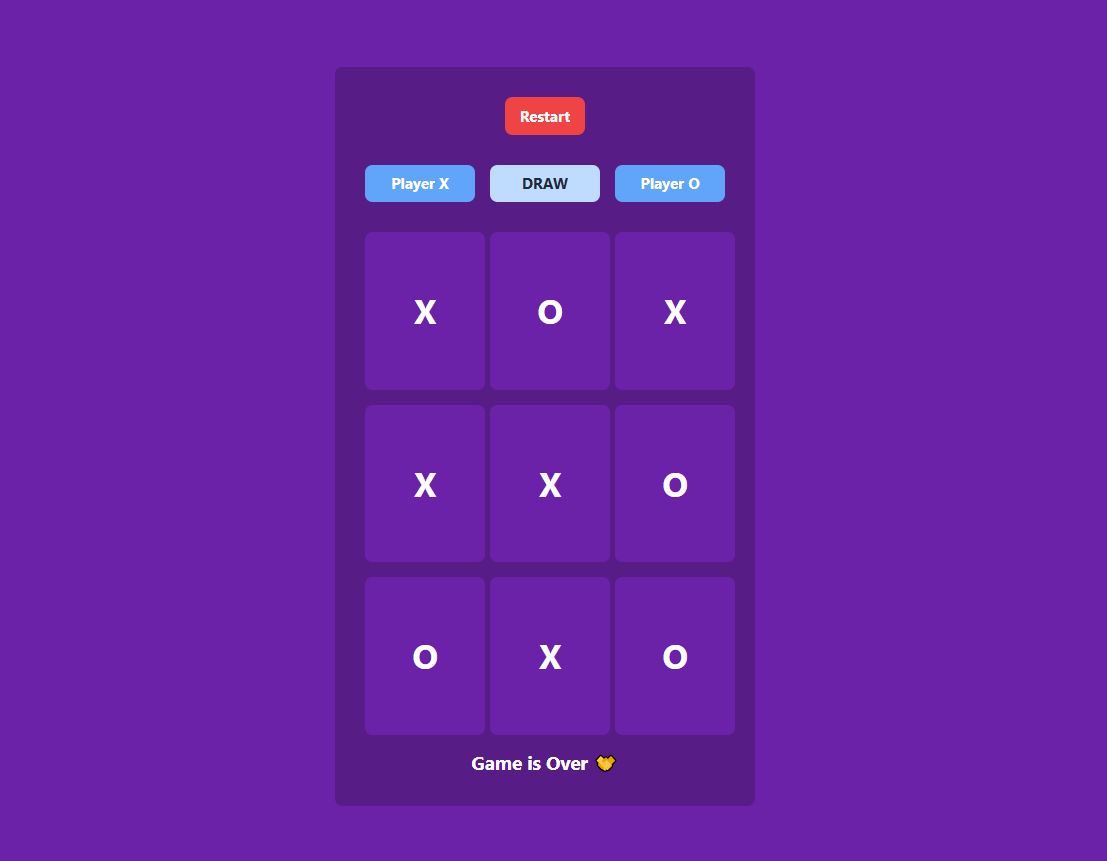 Restart
Player X DRAW Player O
X O X
X X O
O X O
Game is Over